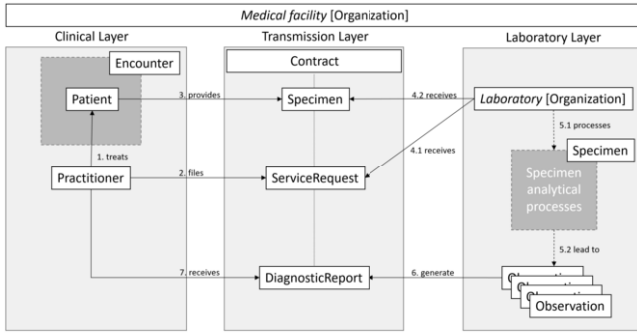 Medical facility [Organization]
Clinical Layer
Transmission Layer
Laboratory Layer
Encounter
Contract
Patient
3. provides
Specimen
4.2 receives
Laboratory [Organization]
5.1 processes
1. treats
4.1 receives
Specimen
Practitioner
2. files
ServiceRequest
Specimen
analytical
processes
5.2 lead to
7. receives
DiagnosticReport
6. generate
Observation